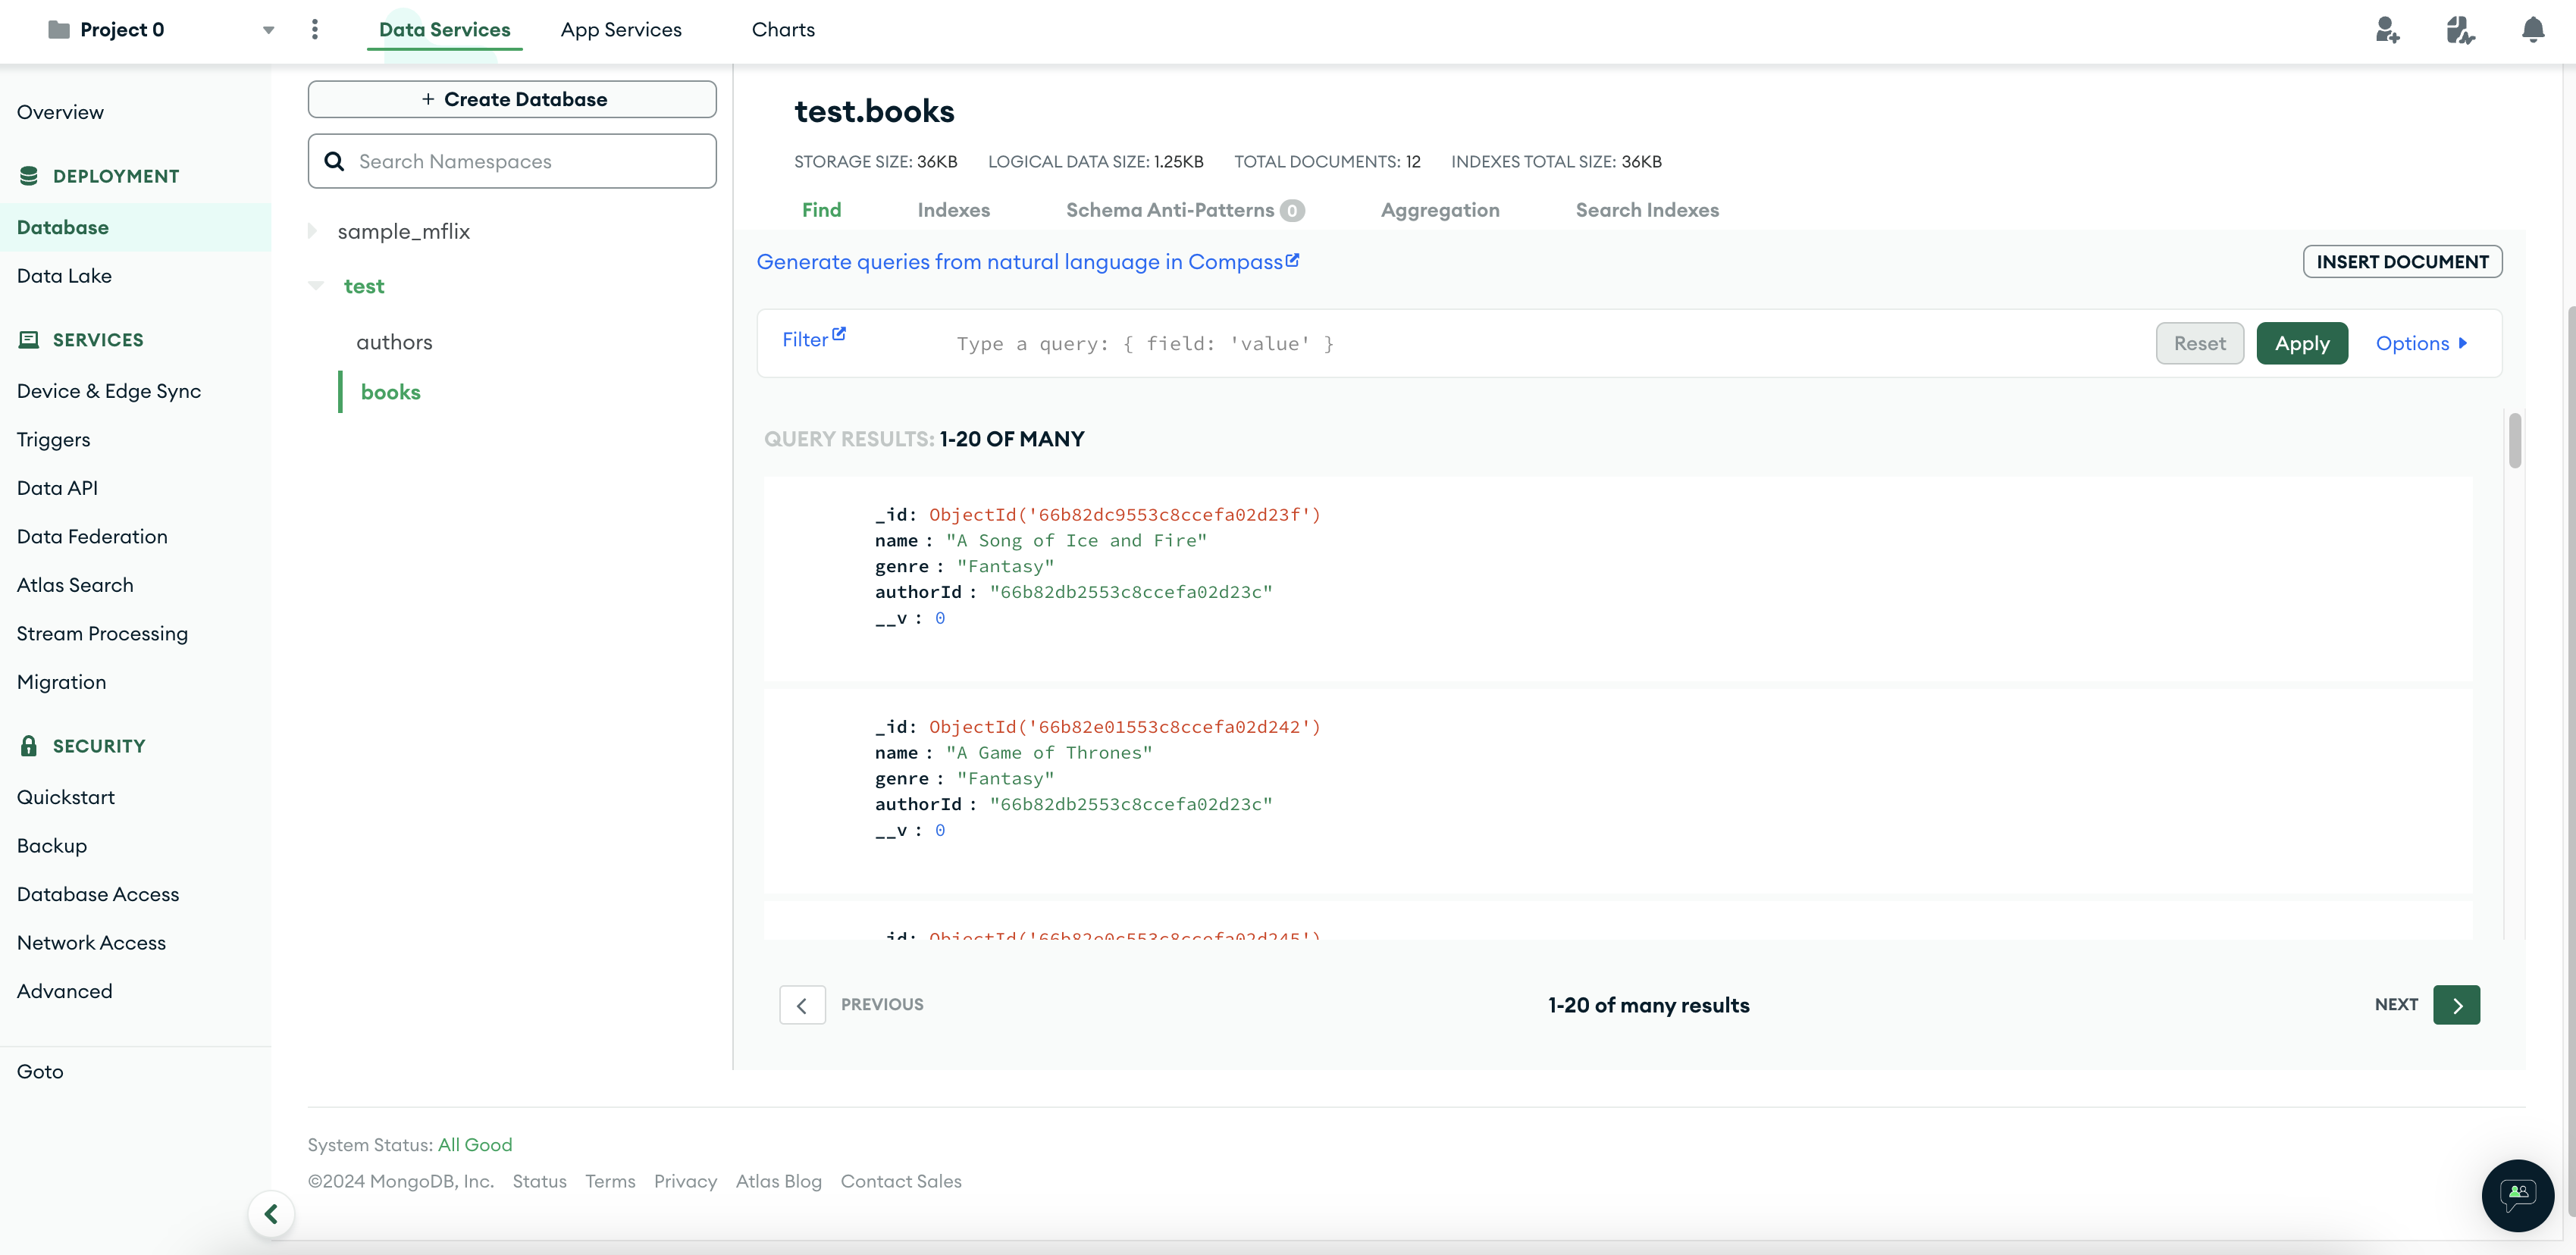 Project 0
Data Services
App Services
Charts
Overview
DEPLOYMENT
Database
Data Lake
SERVICES
Device & Edge Sync
Triggers
Data API
Data Federation
Atlas Search
Stream Processing
Migration
SECURITY
Quickstart
Backup
Database Access
Network Access
Advanced
Goto
+ Create Database
Search Namespaces
sample_mflix
test
authors
books
test.books
STORAGE SIZE: 36KB LOGICAL DATA SIZE: 1.25KB TOTAL DOCUMENTS: 12 INDEXES TOTAL SIZE: 36KB
Find Indexes Schema Anti-Patterns 0 Aggregation Search Indexes
Generate queries from natural language in Compass
INSERT DOCUMENT
Filter
Type a query: { field: 'value' }
Reset
Apply
Options
QUERY RESULTS: 1-20 OF MANY
_id: ObjectId('66b82dc9553c8ccefa02d23f')
name : "A Song of Ice and Fire"
genre : "Fantasy"
authorId : "66b82db2553c8ccefa02d23c"
__v : 0
_id: ObjectId('66b82e01553c8ccefa02d242')
name : "A Game of Thrones"
genre : "Fantasy"
authorId : "66b82db2553c8ccefa02d23c"
__v : 0
_id: ObjectId('66b82e0c553c8ccefa02d245')
PREVIOUS
1-20 of many results
NEXT
System Status: All Good
©2024 MongoDB, Inc. Status Terms Privacy Atlas Blog Contact Sales